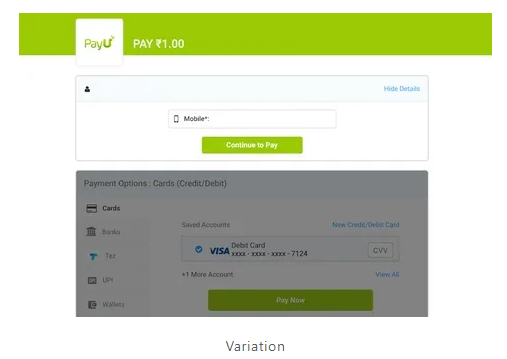 PayU
PAY ₹1.00
Hide Details
Mobile*:
Continue to Pay
Payment Options : Cards (Credit/Debit)
Cards
Saved Accounts
New Credit/Debit Card
Banks
VISA
Debit Card
xxxx - xxxx - xxxx - 7124
CVV
Tez
+1 More Account
View All
UPI
Pay Now
Wallets
Variation